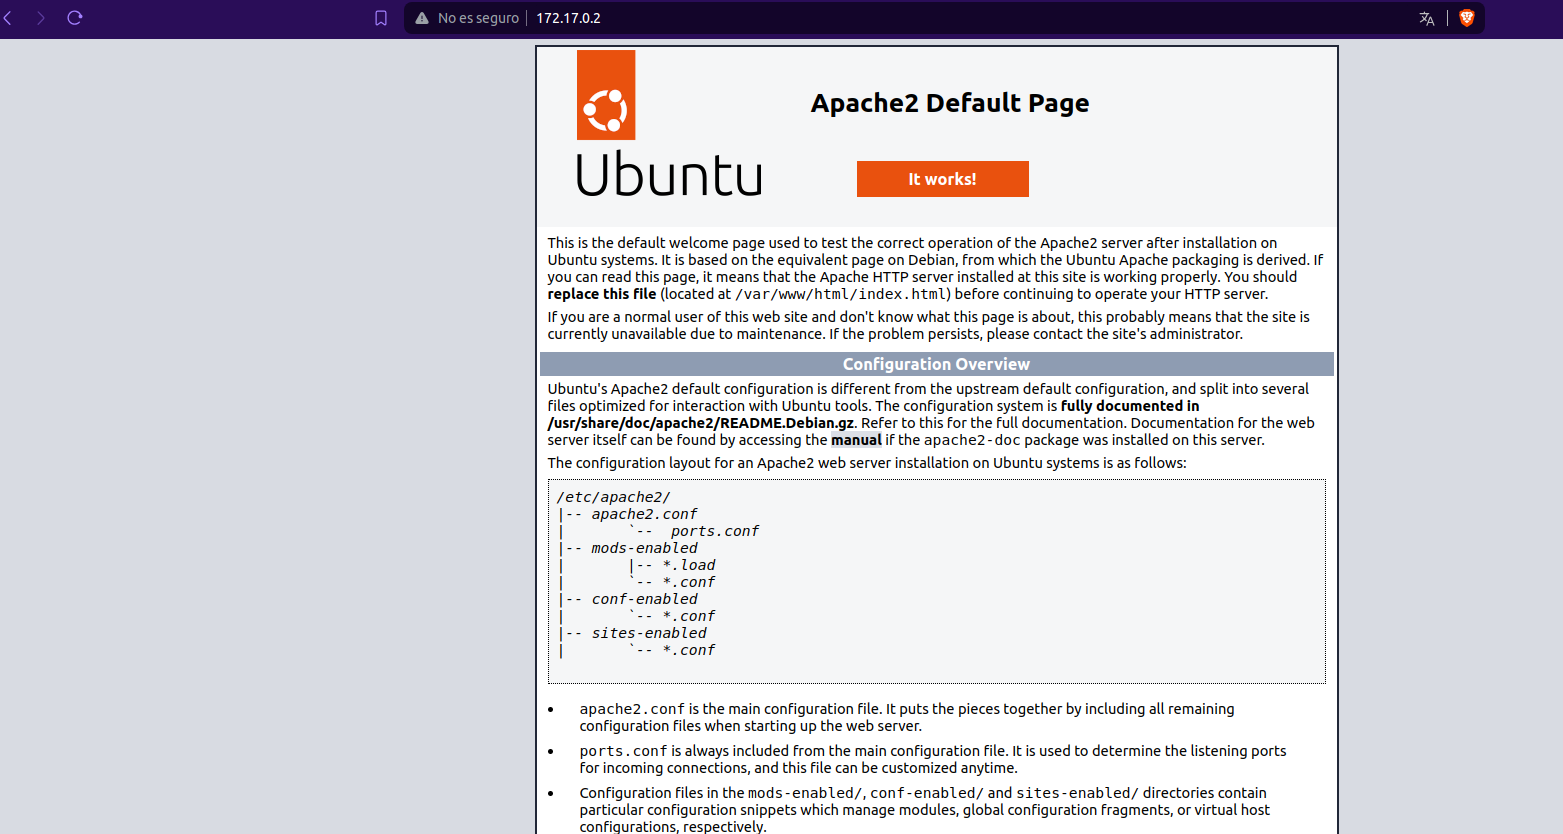 No es seguro 172.17.0.2
Apache2 Default Page
Ubuntu
It works!
This is the default welcome page used to test the correct operation of the Apache2 server after installation on
Ubuntu systems. It is based on the equivalent page on Debian, from which the Ubuntu Apache packaging is derived. If
you can read this page, it means that the Apache HTTP server installed at this site is working properly. You should
replace this file (located at /var/www/html/index.html) before continuing to operate your HTTP server.
If you are a normal user of this web site and don't know what this page is about, this probably means that the site is
currently unavailable due to maintenance. If the problem persists, please contact the site's administrator.
Configuration Overview
Ubuntu's Apache2 default configuration is different from the upstream default configuration, and split into several
files optimized for interaction with Ubuntu tools. The configuration system is fully documented in
/usr/share/doc/apache2/README.Debian.gz. Refer to this for the full documentation. Documentation for the web
server itself can be found by accessing the manual if the apache2-doc package was installed on this server.
The configuration layout for an Apache2 web server installation on Ubuntu systems is as follows:
/etc/apache2/
|-- apache2.conf
|       `--  ports.conf
|-- mods-enabled
|       |-- *.load
|       `-- *.conf
|-- conf-enabled
|       `-- *.conf
|-- sites-enabled
|       `-- *.conf
• apache2.conf is the main configuration file. It puts the pieces together by including all remaining
configuration files when starting up the web server.
• ports.conf is always included from the main configuration file. It is used to determine the listening ports
for incoming connections, and this file can be customized anytime.
• Configuration files in the mods-enabled/, conf-enabled/ and sites-enabled/ directories contain
particular configuration snippets which manage modules, global configuration fragments, or virtual host
configurations, respectively.